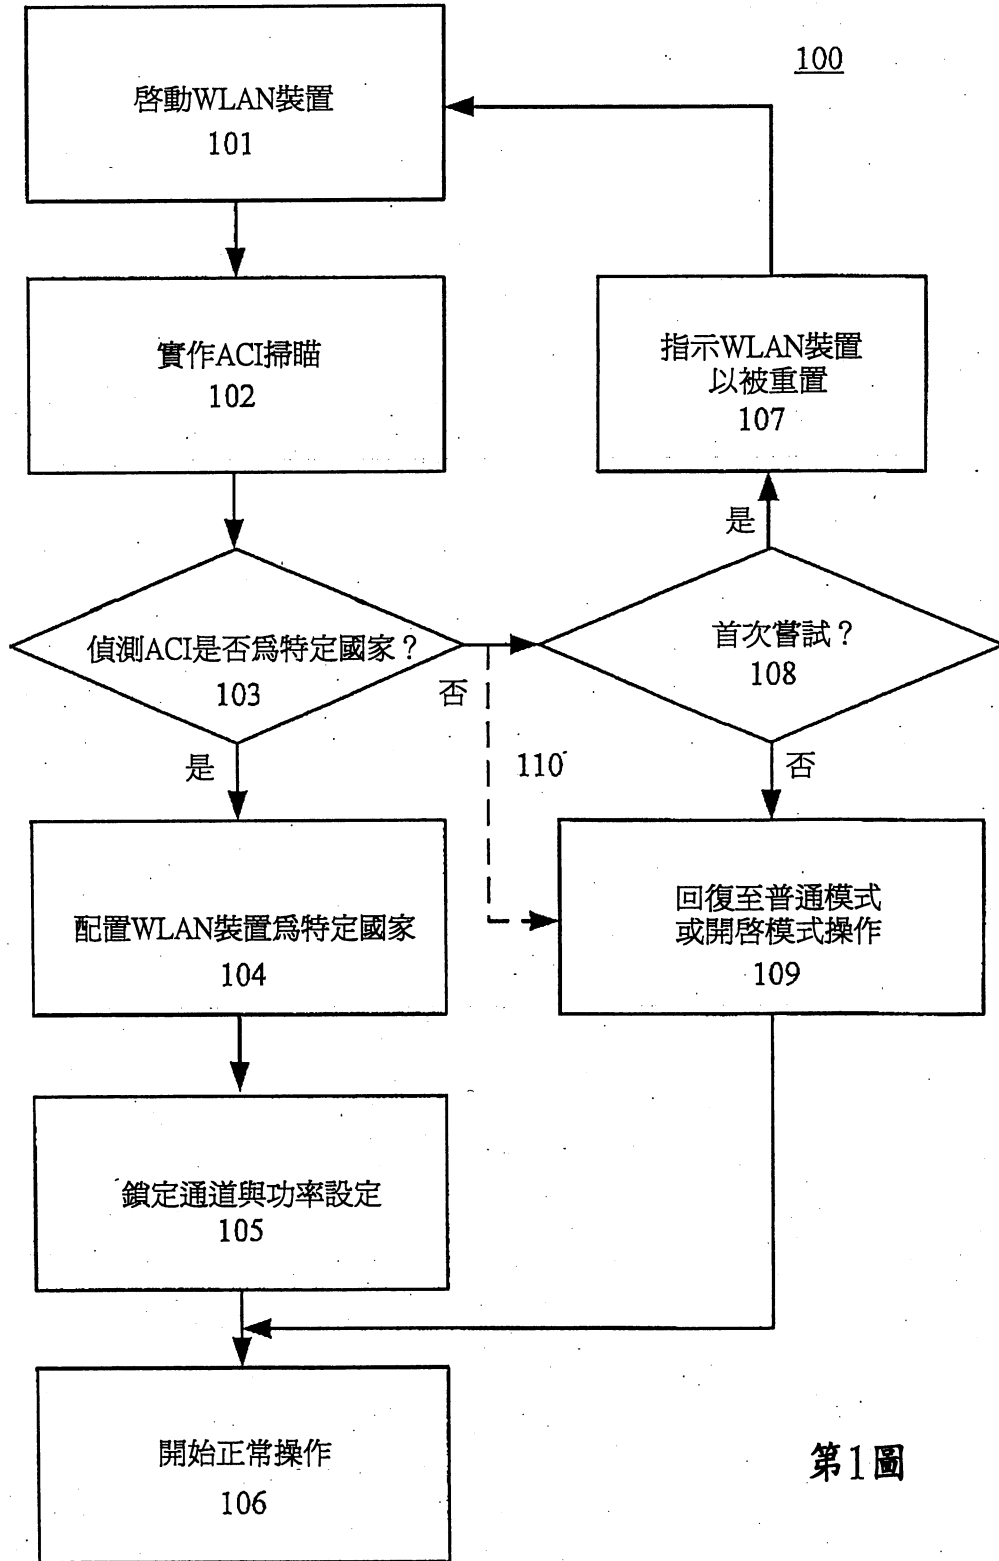 100
啓動WLAN裝置
101
實作ACI掃瞄
102
指示WLAN裝置
以被重置
107
是
偵測ACI是否爲特定國家？
103
否
首次嘗試？
108
是
110
否
配置WLAN裝置爲特定國家
104
回復至普通模式
或開啓模式操作
109
鎖定通道與功率設定
105
開始正常操作
106
第1圖